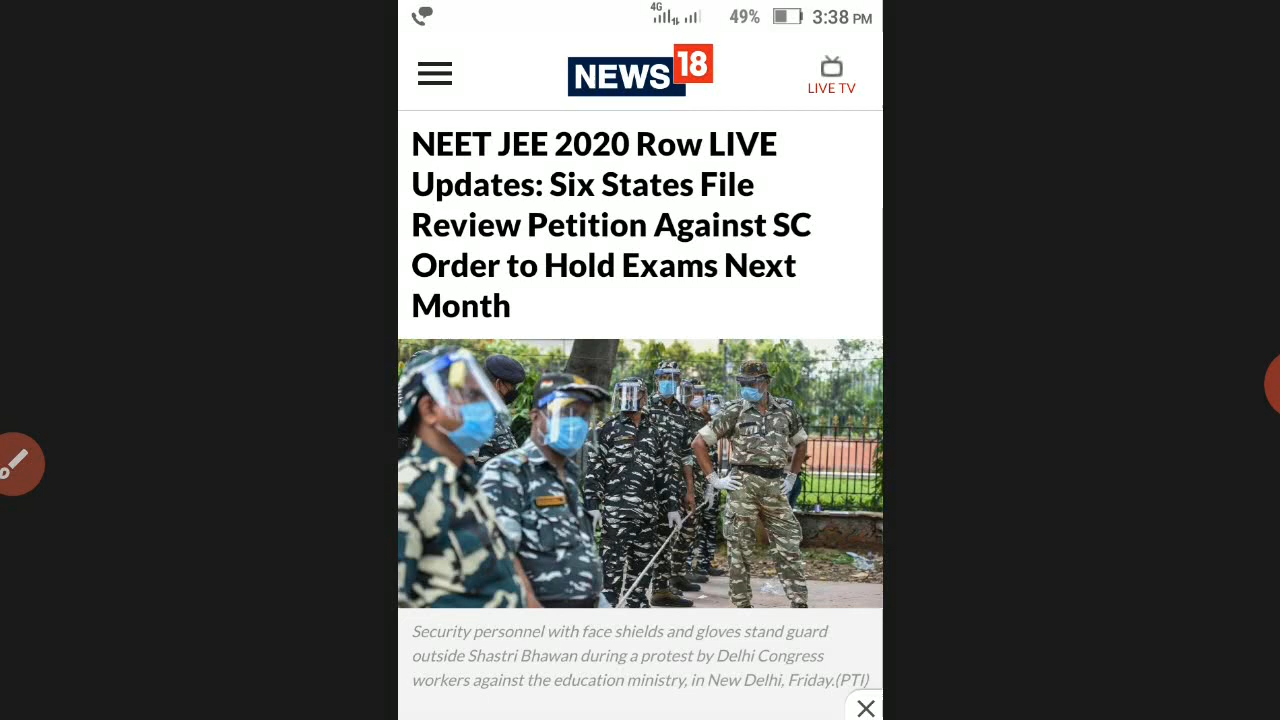 4G
49%
3:38 PM
NEWS 18
LIVE TV
NEET JEE 2020 Row LIVE
Updates: Six States File
Review Petition Against SC
Order to Hold Exams Next
Month
Security personnel with face shields and gloves stand guard
outside Shastri Bhawan during a protest by Delhi Congress
workers against the education ministry, in New Delhi, Friday.(PTI)